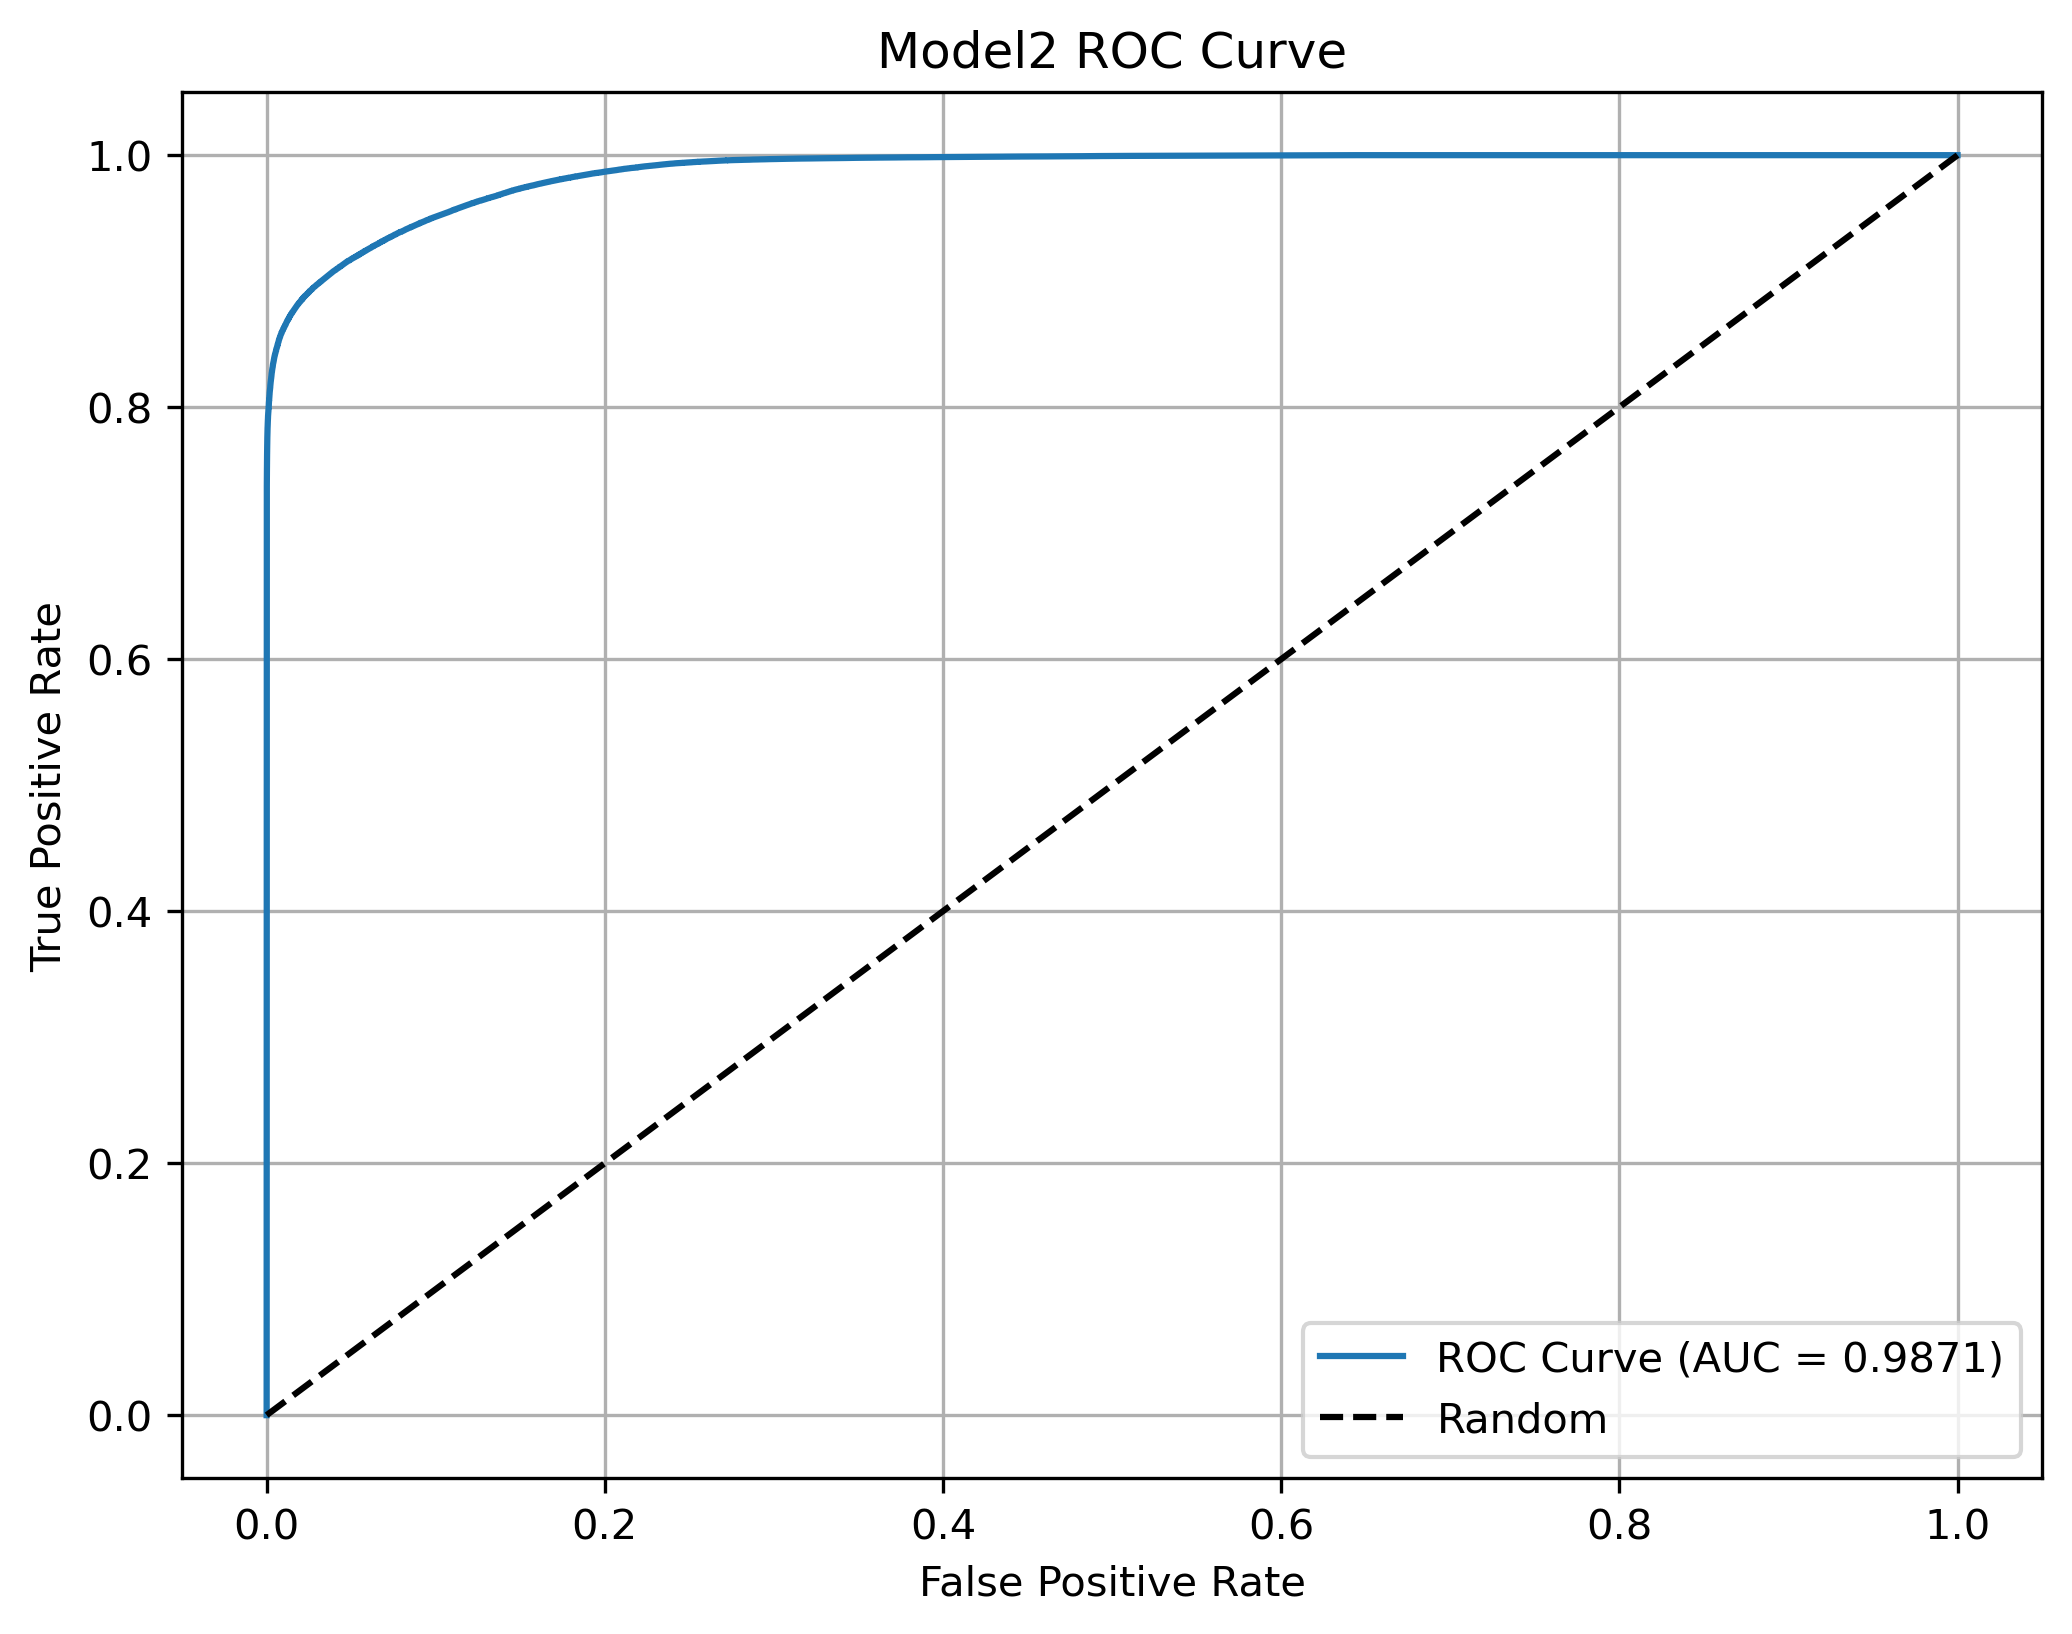 Model2 ROC Curve
1.0
0.8
0.6
0.4
0.2
0.0
True Positive Rate
ROC Curve (AUC = 0.9871)
Random
0.0 0.2 0.4 0.6 0.8 1.0
False Positive Rate